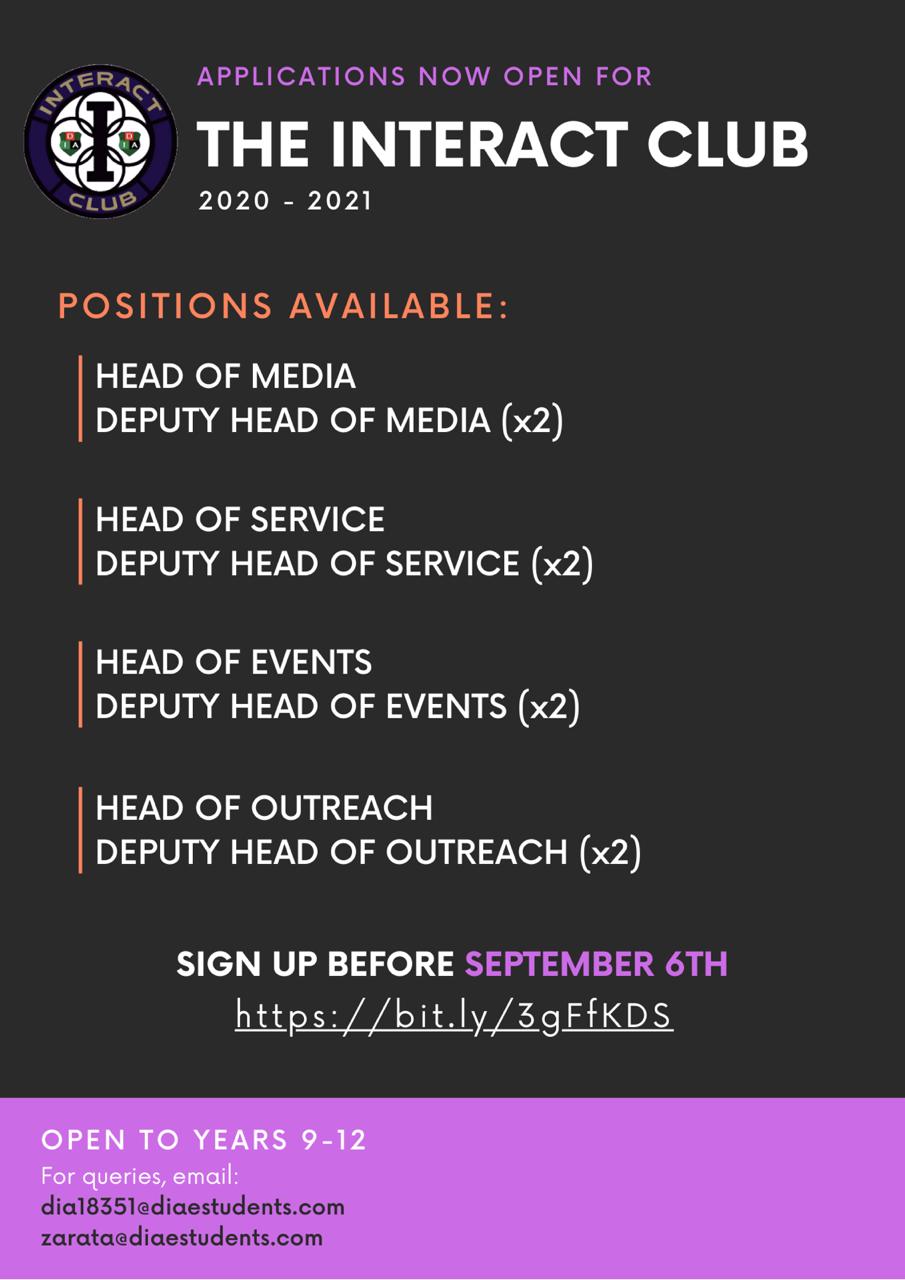 INTERACT
D
I A
I
D
I A
CLUB
APPLICATIONS NOW OPEN FOR
THE INTERACT CLUB
2020 - 2021
POSITIONS AVAILABLE:
HEAD OF MEDIA
DEPUTY HEAD OF MEDIA (x2)
HEAD OF SERVICE
DEPUTY HEAD OF SERVICE (x2)
HEAD OF EVENTS
DEPUTY HEAD OF EVENTS (x2)
HEAD OF OUTREACH
DEPUTY HEAD OF OUTREACH (x2)
SIGN UP BEFORE SEPTEMBER 6TH
https://bit.ly/3gFfKDS
OPEN TO YEARS 9-12
For queries, email:
dia18351@diaestudents.com
zarata@diaestudents.com